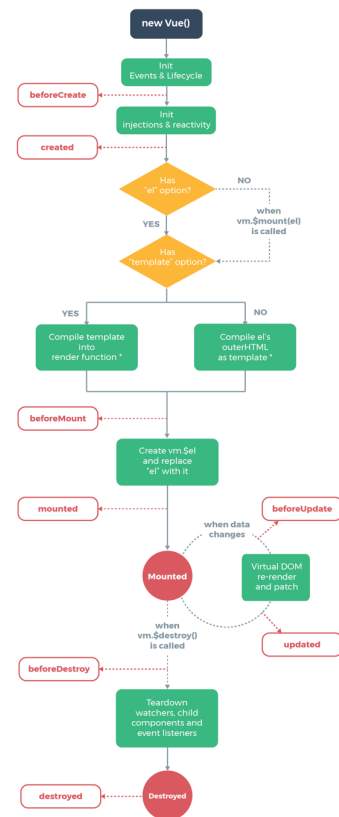 new Vue()
Init
Events & Lifecycle
beforeCreate
Init
injections & reactivity
created
Has
"el" option?
NO
when
vm.$mount(el)
is called
YES
Has
"template" option?
YES
NO
Compile template
into
render function *
Compile el's
outerHTML
as template *
beforeMount
Create vm.$el
and replace
"el" with it
mounted
beforeUpdate
when data
changes
Mounted
Virtual DOM
re-render
and patch
when
vm.$destroy()
is called
updated
beforeDestroy
Teardown
watchers, child
components and
event listeners
destroyed
Destroyed